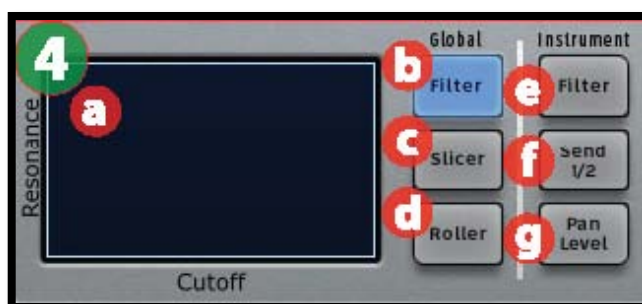 4
Global
Instrument
a
b
Filter
e
Filter
Resonance
c
Slicer
f
Send
1/2
d
Roller
g
Pan
Level
Cutoff